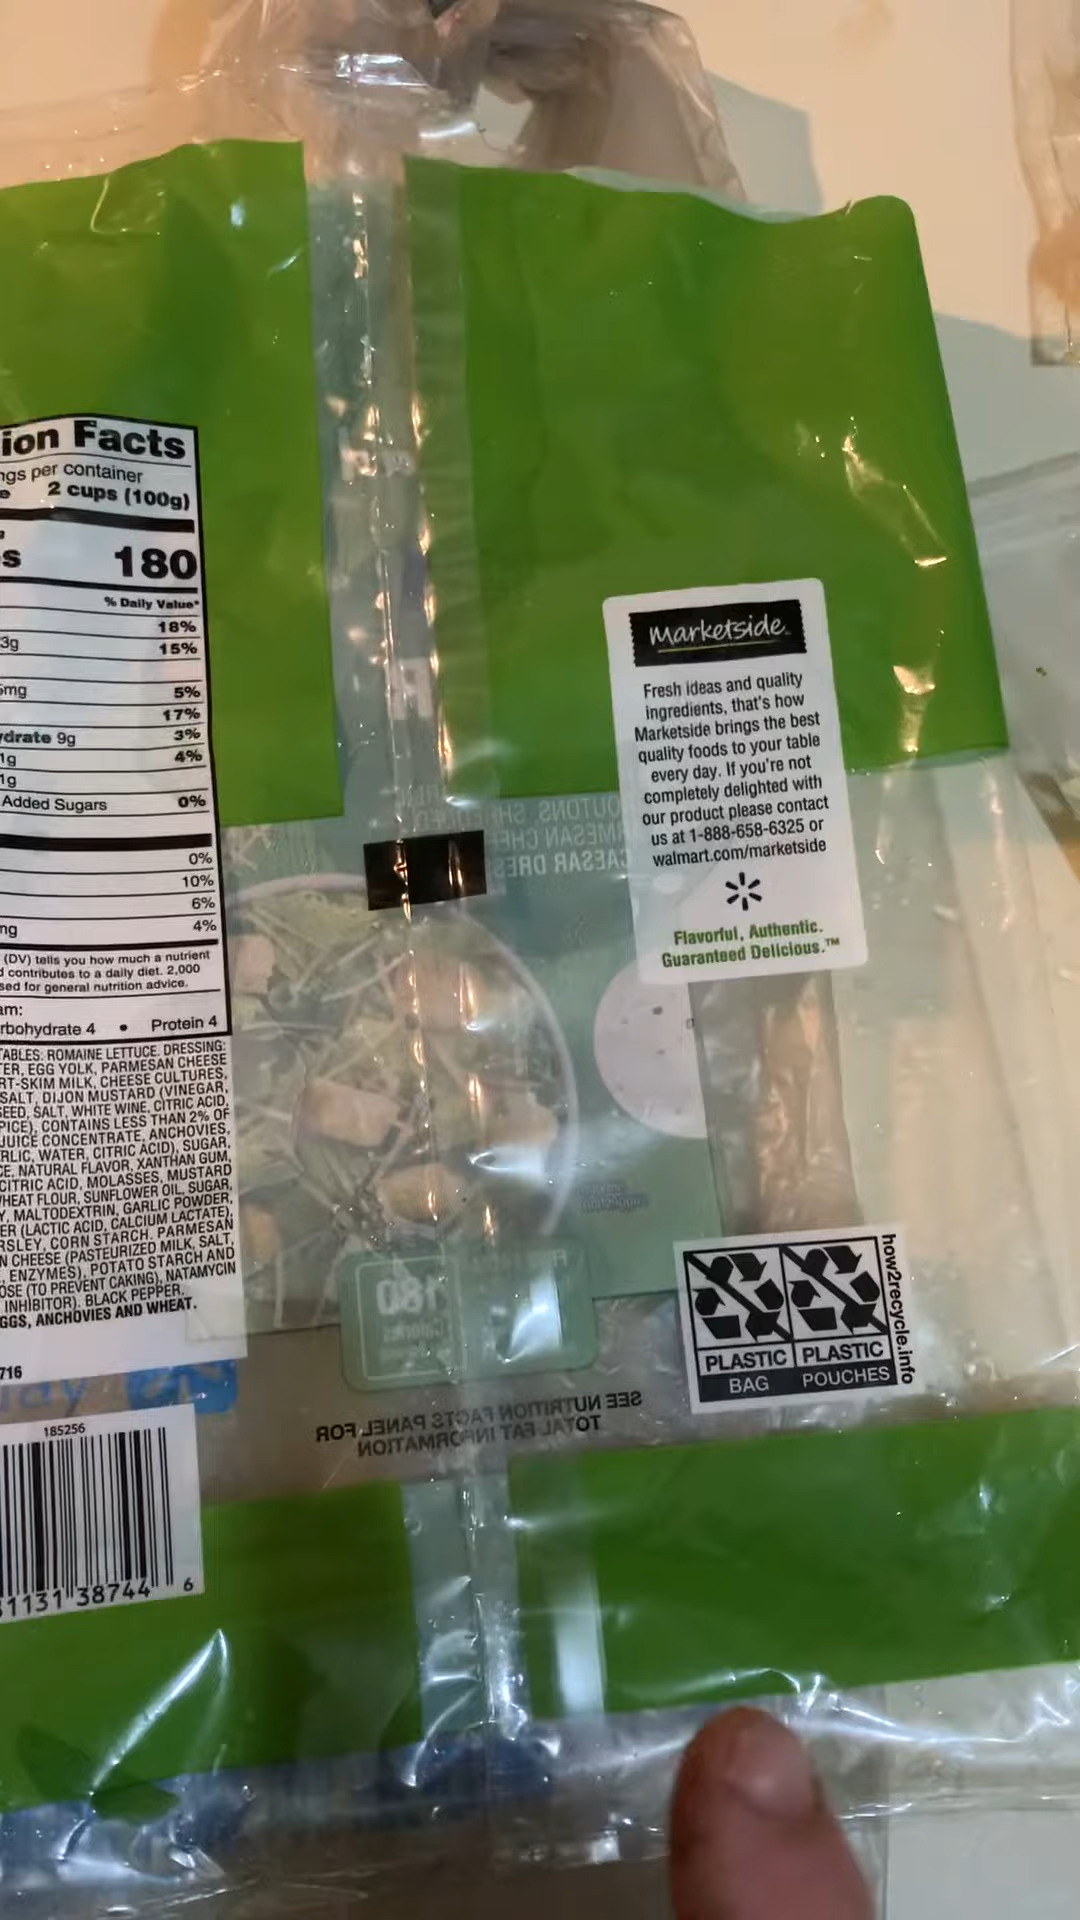 ion Facts
ngs per container
2 cups (100g)
s 180
% Daily Value*
18%
3g 15%
mg 5%
17%
ydrate 9g 3%
1g 4%
1g
Added Sugars 0%
0%
10%
6%
ng 4%
(DV) tells you how much a nutrient
d contributes to a daily diet. 2,000
sed for general nutrition advice.
am:
rbohydrate 4 • Protein 4
TABLES: ROMAINE LETTUCE. DRESSING:
TER, EGG YOLK, PARMESAN CHEESE
RT-SKIM MILK, CHEESE CULTURES,
SALT, DIJON MUSTARD (VINEGAR,
SEED, SALT, WHITE WINE, CITRIC ACID,
PICE), CONTAINS LESS THAN 2% OF
JUICE CONCENTRATE, ANCHOVIES,
RLIC, WATER, CITRIC ACID), SUGAR,
CE, NATURAL FLAVOR, XANTHAN GUM,
CITRIC ACID, MOLASSES, MUSTARD
HEAT FLOUR, SUNFLOWER OIL, SUGAR,
Y, MALTODEXTRIN, GARLIC POWDER,
ER (LACTIC ACID, CALCIUM LACTATE),
RSLEY, CORN STARCH. PARMESAN
N CHEESE (PASTEURIZED MILK, SALT,
ENZYMES), POTATO STARCH AND
OSE (TO PREVENT CAKING), NATAMYCIN
INHIBITOR). BLACK PEPPER.
GGS, ANCHOVIES AND WHEAT.
716
185256
1131 38744 6
Marketside
Fresh ideas and quality
ingredients, that's how
Marketside brings the best
quality foods to your table
every day. If you're not
completely delighted with
our product please contact
us at 1-888-658-6325 or
walmart.com/marketside
Flavorful, Authentic.
Guaranteed Delicious.™
180
Calories
SEE NUTRITION FACTS PANEL FOR
TOTAL FAT INFORMATION
PLASTIC PLASTIC
BAG POUCHES
how2recycle.info